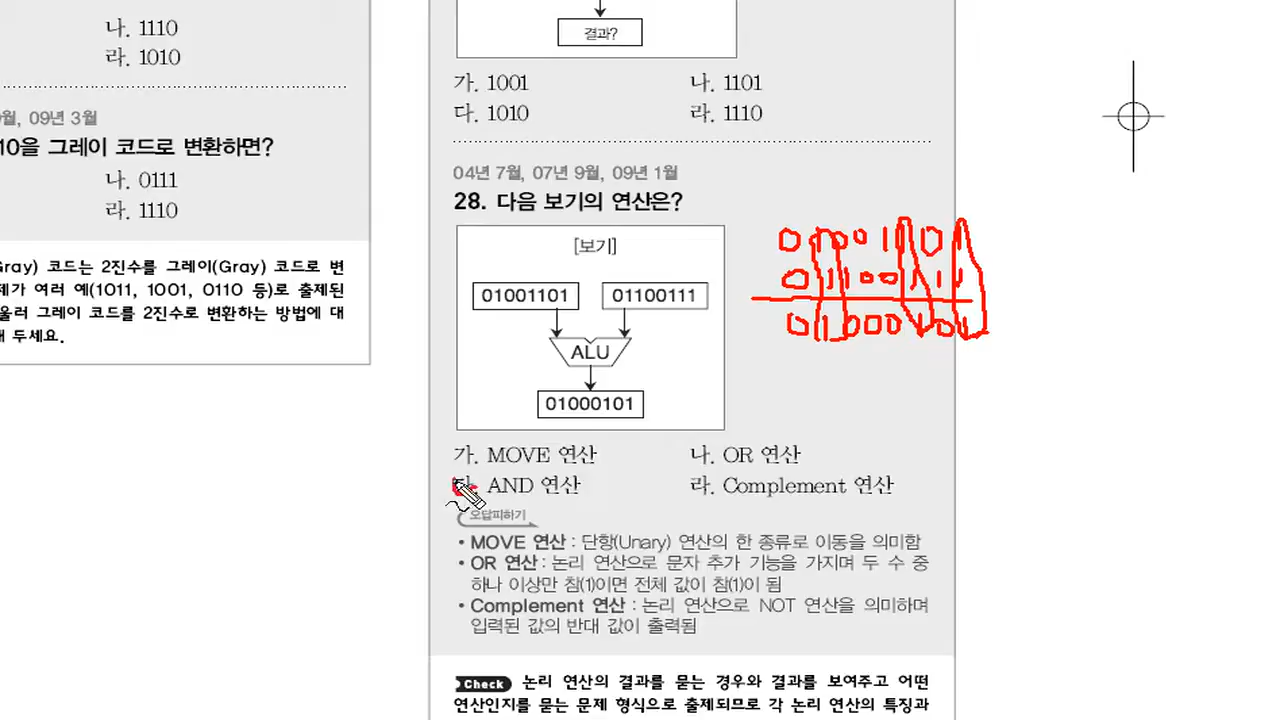 나. 1110
라. 1010
월, 09년 3월
10을 그레이 코드로 변환하면?
나. 0111
라. 1110
Gray) 코드는 2진수를 그레이(Gray) 코드로 변
제가 여러 예(1011, 1001, 0110 등)로 출제된
울러 그레이 코드를 2진수로 변환하는 방법에 대
해 두세요.
결과?
가. 1001 나. 1101
다. 1010 라. 1110
04년 7월, 07년 9월, 09년 1월
28. 다음 보기의 연산은?
[보기]
01001101 01100111
ALU
01000101
가. MOVE 연산 나. OR 연산
다. AND 연산 라. Complement 연산
오답피하기
• MOVE 연산 : 단항(Unary) 연산의 한 종류로 이동을 의미함
• OR 연산 : 논리 연산으로 문자 추가 기능을 가지며 두 수 중
하나 이상만 참(1)이면 전체 값이 참(1)이 됨
• Complement 연산 : 논리 연산으로 NOT 연산을 의미하며
입력된 값의 반대 값이 출력됨
Check 논리 연산의 결과를 묻는 경우와 결과를 보여주고 어떤
연산인지를 묻는 문제 형식으로 출제되므로 각 논리 연산의 특징과